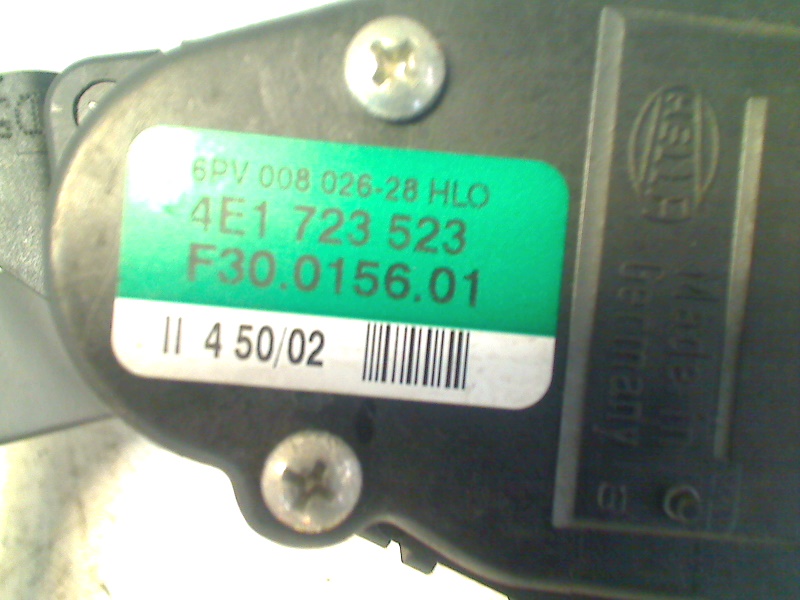 6PV 008 026-28 HLO
4E1 723 523
F30.0156.01
II 4 50/02
HELLA
Made in
Germany
3